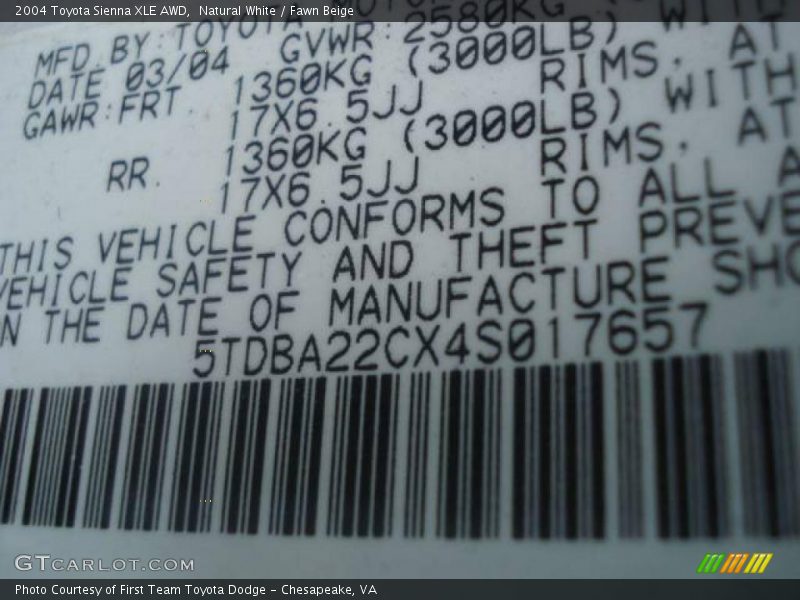 2004 Toyota Sienna XLE AWD, Natural White / Fawn Beige
MFD.BY:TOYOTA
DATE 03/04 GVWR:2580KG
GAWR:FRT. 1360KG (3000LB) WITH
17X6.5JJ RIMS. AT
RR. 1360KG (3000LB) WITH
17X6.5JJ RIMS. AT
THIS VEHICLE CONFORMS TO ALL A
VEHICLE SAFETY AND THEFT PREVE
N THE DATE OF MANUFACTURE SHO
5TDBA22CX4S017657
GTCARLOT.COM
Photo Courtesy of First Team Toyota Dodge - Chesapeake, VA